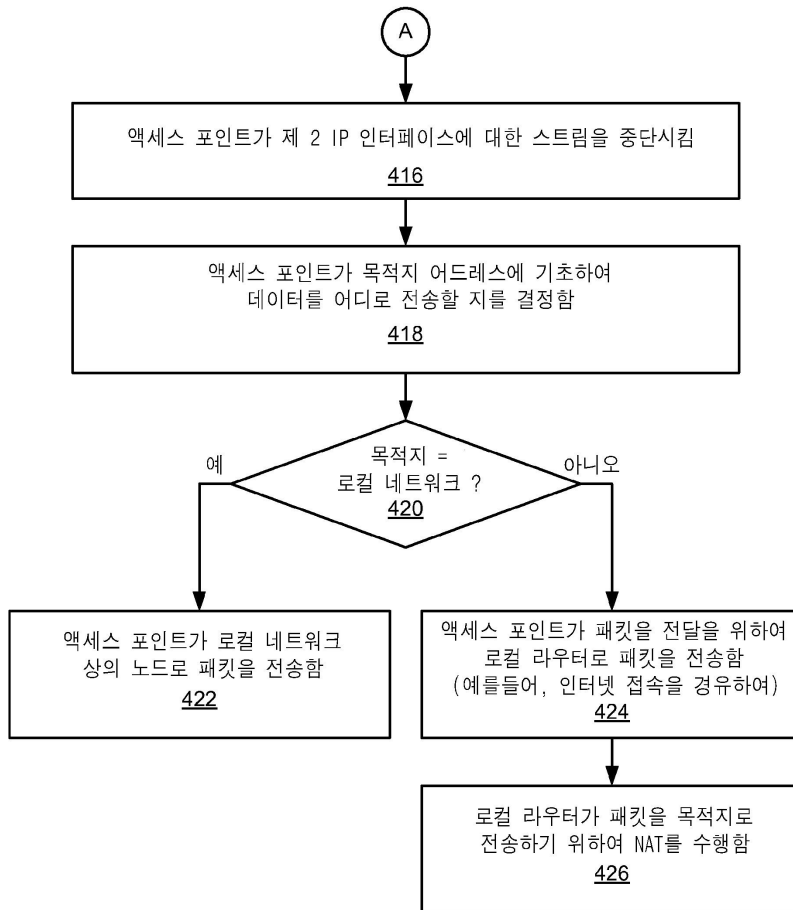 A
액세스 포인트가 제 2 IP 인터페이스에 대한 스트림을 중단시킴
416
액세스 포인트가 목적지 어드레스에 기초하여
데이터를 어디로 전송할 지를 결정함
418
예
목적지 =
로컬 네트워크 ?
420
아니오
액세스 포인트가 로컬 네트워크
상의 노드로 패킷을 전송함
422
액세스 포인트가 패킷을 전달을 위하여
로컬 라우터로 패킷을 전송함
(예를들어, 인터넷 접속을 경유하여)
424
로컬 라우터가 패킷을 목적지로
전송하기 위하여 NAT를 수행함
426